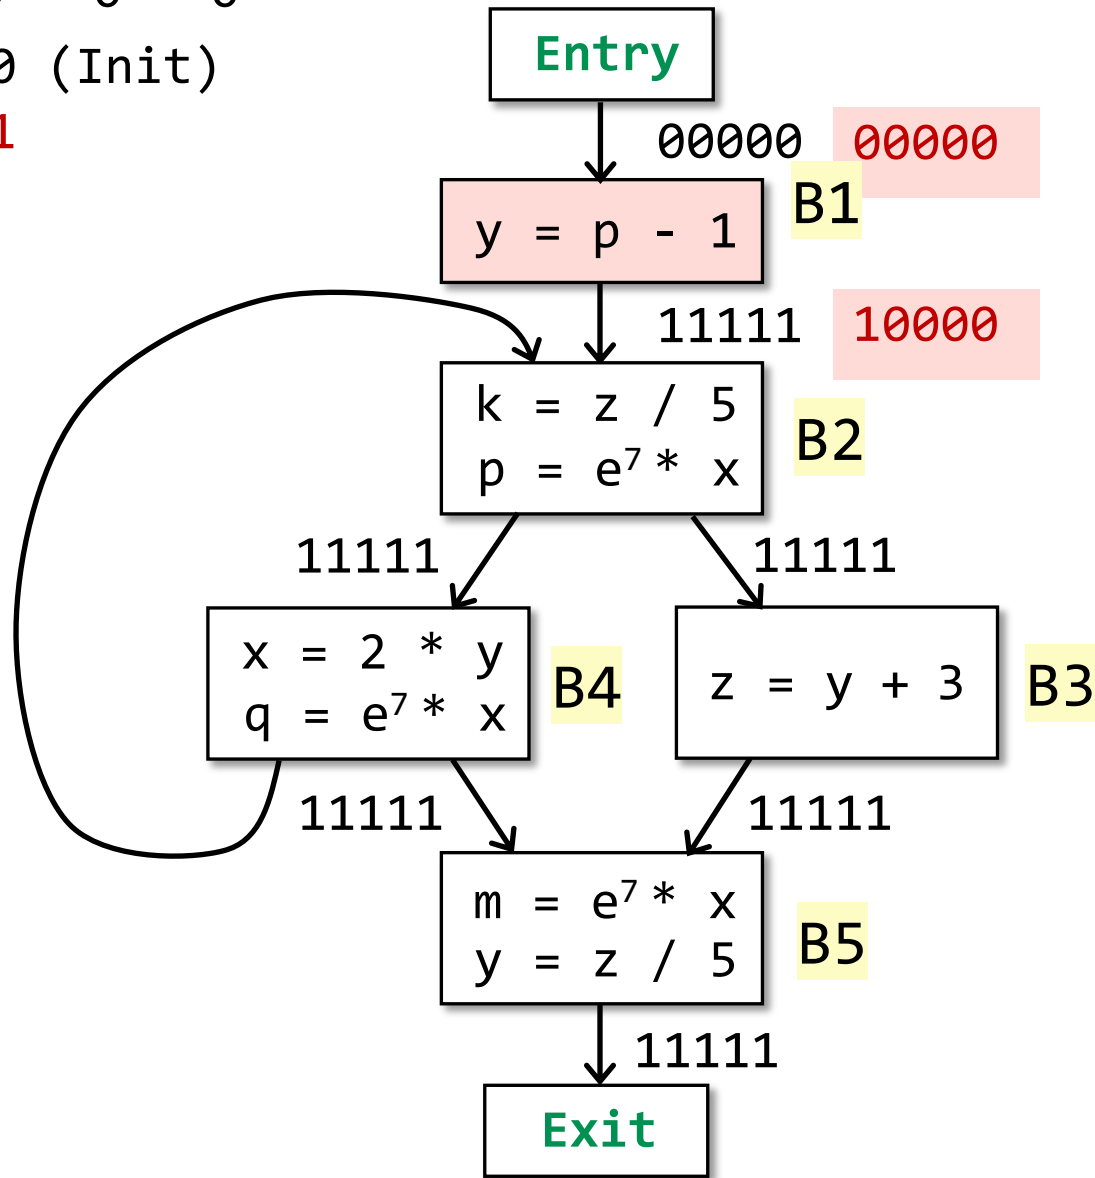 0 (Init)
1
Entry
00000 00000
B1
y = p - 1
11111 10000
k = z / 5
p = e⁷ * x
B2
11111 11111
x = 2 * y
q = e⁷ * x
B4
z = y + 3
B3
11111 11111
m = e⁷ * x
y = z / 5
B5
11111
Exit